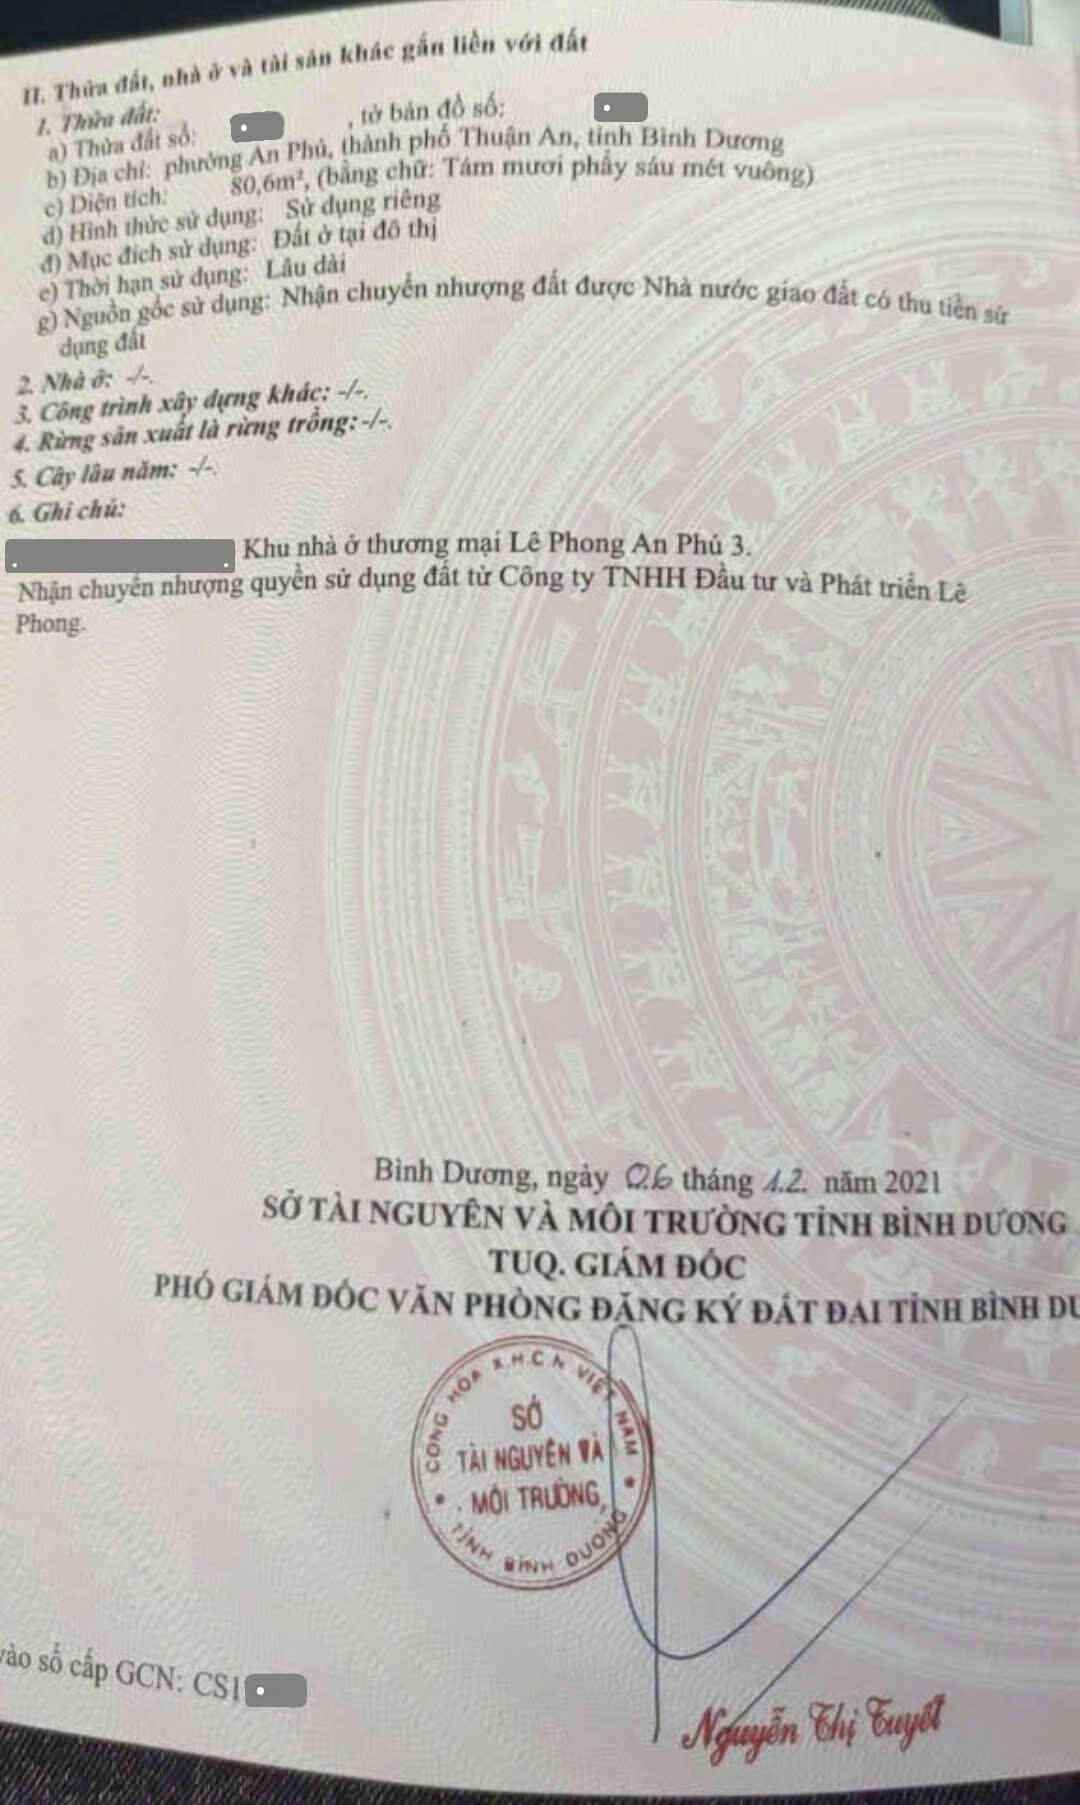 II. Thửa đất, nhà ở và tài sản khác gắn liền với đất
1. Thửa đất:
a) Thửa đất số: , tờ bản đồ số:
b) Địa chỉ: phường An Phú, thành phố Thuận An, tỉnh Bình Dương
c) Diện tích: 80,6m², (bằng chữ: Tám mươi phẩy sáu mét vuông)
d) Hình thức sử dụng: Sử dụng riêng
đ) Mục đích sử dụng: Đất ở tại đô thị
e) Thời hạn sử dụng: Lâu dài
g) Nguồn gốc sử dụng: Nhận chuyển nhượng đất được Nhà nước giao đất có thu tiền sử
dụng đất
2. Nhà ở: -/-.
3. Công trình xây dựng khác: -/-.
4. Rừng sản xuất là rừng trồng: -/-.
5. Cây lâu năm: -/-.
6. Ghi chú:
Khu nhà ở thương mại Lê Phong An Phú 3.
Nhận chuyển nhượng quyền sử dụng đất từ Công ty TNHH Đầu tư và Phát triển Lê
Phong.
Bình Dương, ngày 06 tháng 12 năm 2021
SỞ TÀI NGUYÊN VÀ MÔI TRƯỜNG TỈNH BÌNH DƯƠNG
TUQ. GIÁM ĐỐC
PHÓ GIÁM ĐỐC VĂN PHÒNG ĐĂNG KÝ ĐẤT ĐAI TỈNH BÌNH DƯ
CỘNG HÒA X.H.C.N VIỆT NAM
SỞ
TÀI NGUYÊN VÀ
MÔI TRƯỜNG
TỈNH BÌNH DƯƠNG
vào sổ cấp GCN: CS1
Nguyễn Thị Tuyết